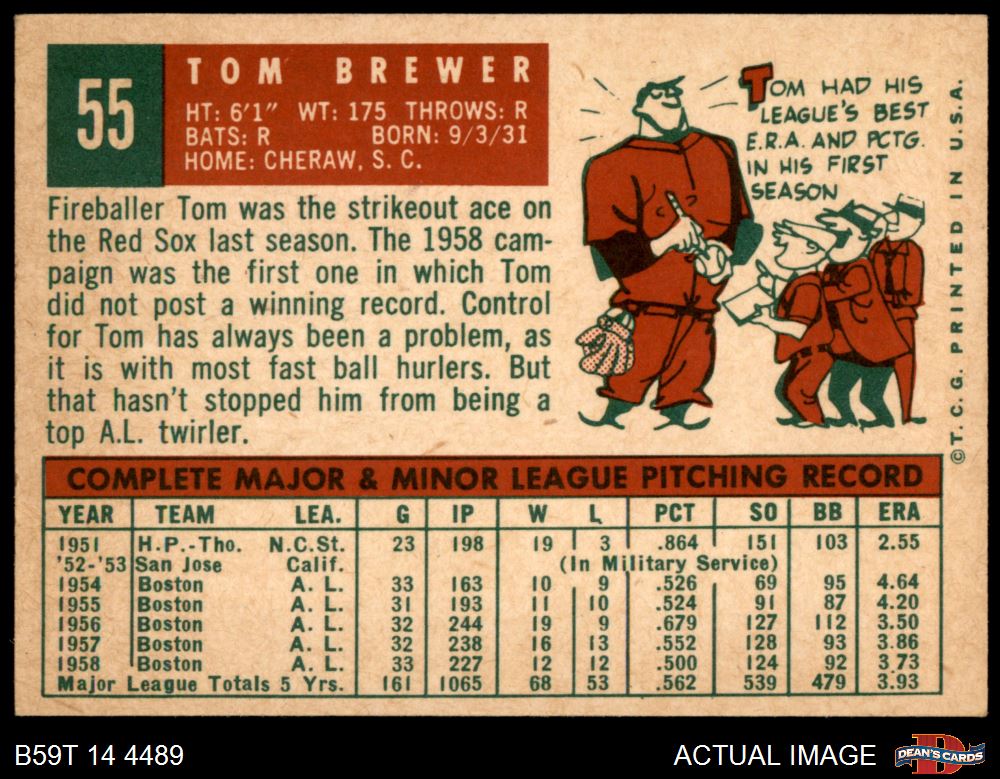 55
TOM BREWER
HT: 6'1" WT: 175 THROWS: R
BATS: R BORN: 9/3/31
HOME: CHERAW, S. C.
Fireballer Tom was the strikeout ace on
the Red Sox last season. The 1958 cam-
paign was the first one in which Tom
did not post a winning record. Control
for Tom has always been a problem, as
it is with most fast ball hurlers. But
that hasn't stopped him from being a
top A.L. twirler.
TOM HAD HIS
LEAGUE'S BEST
E.R.A. AND PCTG.
IN HIS FIRST
SEASON
©T. C. G. PRINTED IN U.S.A.
COMPLETE MAJOR & MINOR LEAGUE PITCHING RECORD
YEAR TEAM LEA. G IP W L PCT SO BB ERA
1951 H.P.-Tho. N.C.St. 23 198 19 3 .864 151 103 2.55
'52-'53 San Jose Calif. (In Military Service)
1954 Boston A. L. 33 163 10 9 .526 69 95 4.64
1955 Boston A. L. 31 193 11 10 .524 91 87 4.20
1956 Boston A. L. 32 244 19 9 .679 127 112 3.50
1957 Boston A. L. 32 238 16 13 .552 128 93 3.86
1958 Boston A. L. 33 227 12 12 .500 124 92 3.73
Major League Totals 5 Yrs. 161 1065 68 53 .562 539 479 3.93
B59T 14 4489
ACTUAL IMAGE
DEAN'S CARDS